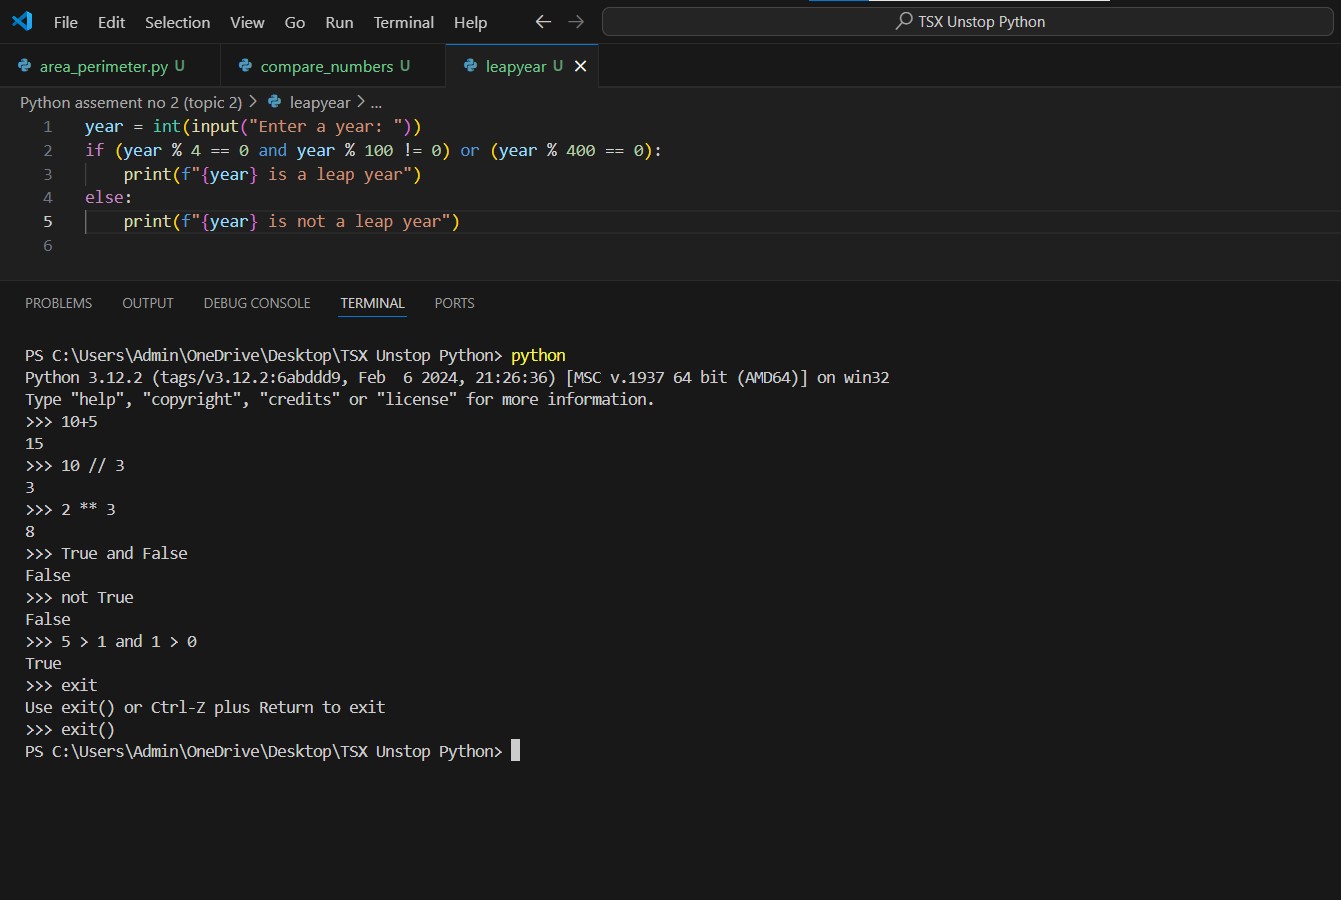 File Edit Selection View Go Run Terminal Help TSX Unstop Python
area_perimeter.py U compare_numbers U leapyear U
Python assement no 2 (topic 2) > leapyear > ...
1 year = int(input("Enter a year: "))
2 if (year % 4 == 0 and year % 100 != 0) or (year % 400 == 0):
3 print(f"{year} is a leap year")
4 else:
5 print(f"{year} is not a leap year")
6
PROBLEMS OUTPUT DEBUG CONSOLE TERMINAL PORTS
PS C:\Users\Admin\OneDrive\Desktop\TSX Unstop Python> python
Python 3.12.2 (tags/v3.12.2:6abddd9, Feb  6 2024, 21:26:36) [MSC v.1937 64 bit (AMD64)] on win32
Type "help", "copyright", "credits" or "license" for more information.
>>> 10+5
15
>>> 10 // 3
3
>>> 2 ** 3
8
>>> True and False
False
>>> not True
False
>>> 5 > 1 and 1 > 0
True
>>> exit
Use exit() or Ctrl-Z plus Return to exit
>>> exit()
PS C:\Users\Admin\OneDrive\Desktop\TSX Unstop Python>